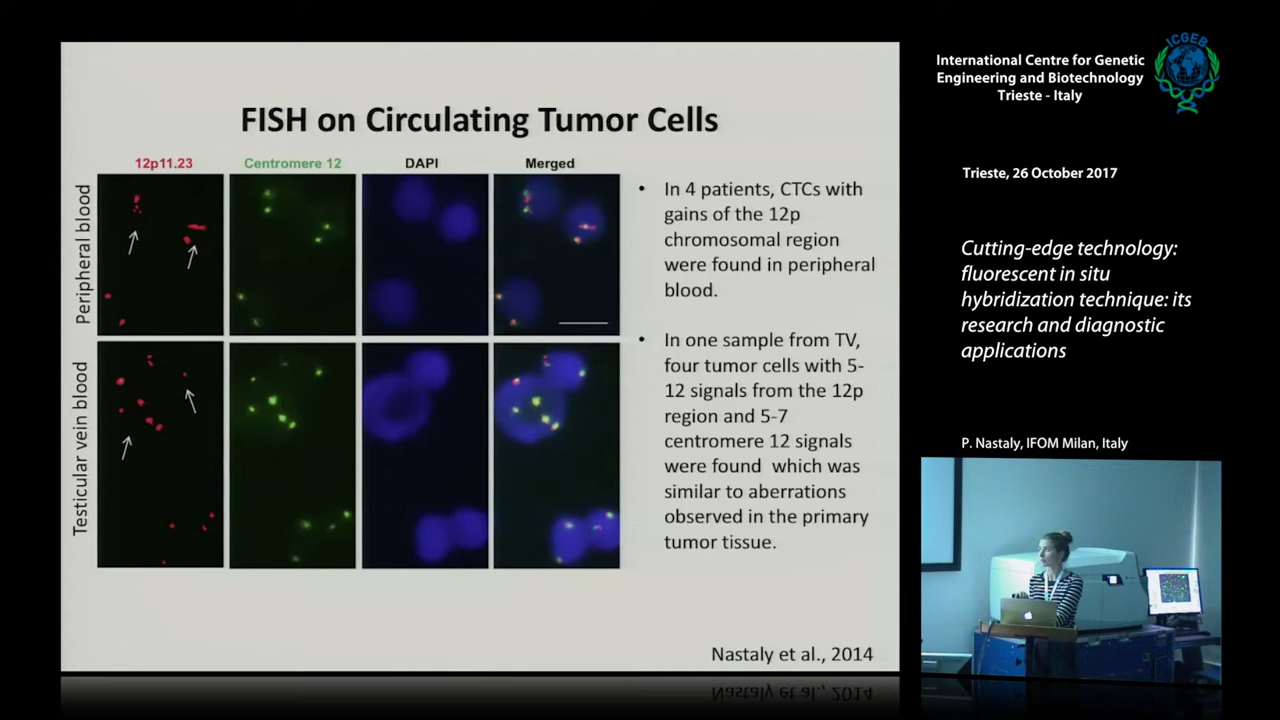 FISH on Circulating Tumor Cells
12p11.23
Centromere 12
DAPI
Merged
Peripheral blood
Testicular vein blood
• In 4 patients, CTCs with
gains of the 12p
chromosomal region
were found in peripheral
blood.
• In one sample from TV,
four tumor cells with 5-
12 signals from the 12p
region and 5-7
centromere 12 signals
were found which was
similar to aberrations
observed in the primary
tumor tissue.
Nastaly et al., 2014
International Centre for Genetic
Engineering and Biotechnology
Trieste - Italy
ICGEB
Trieste, 26 October 2017
Cutting-edge technology:
fluorescent in situ
hybridization technique: its
research and diagnostic
applications
P. Nastaly, IFOM Milan, Italy